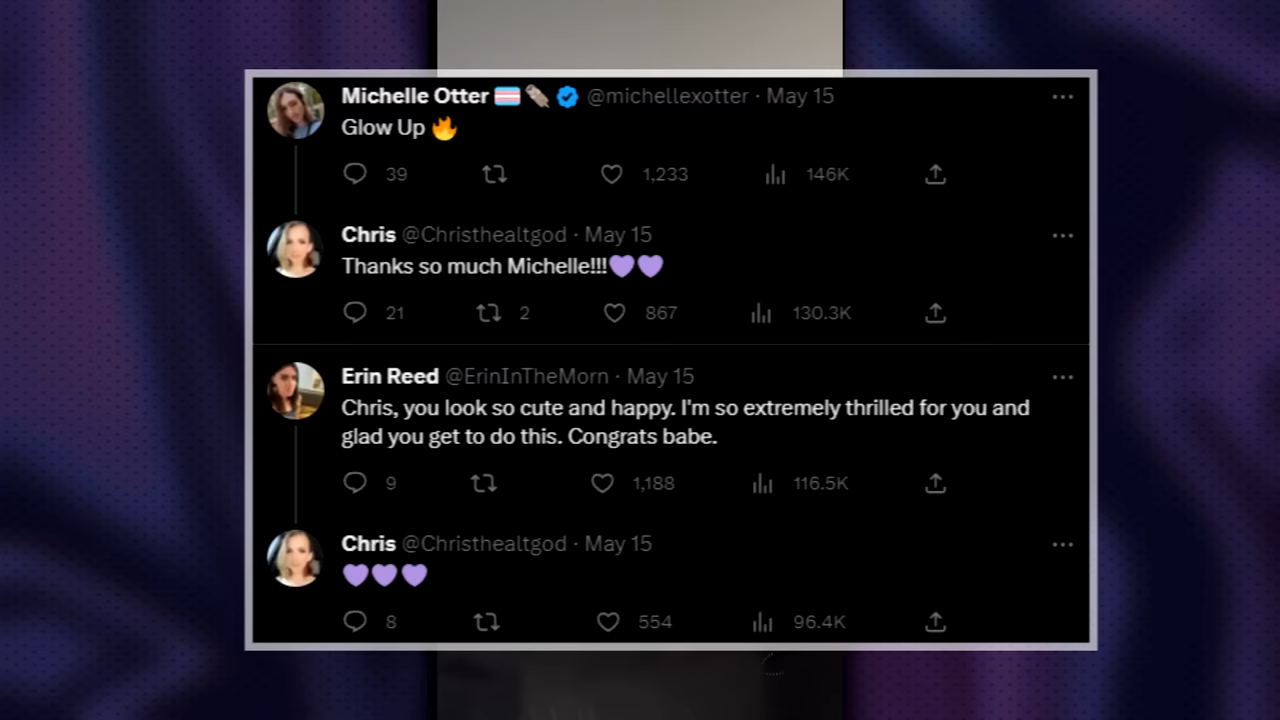 Michelle Otter @michellexotter · May 15
Glow Up 🔥
39 1,233 146K
Chris @Christhealtgod · May 15
Thanks so much Michelle!!!💜💜
21 2 867 130.3K
Erin Reed @ErinInTheMorn · May 15
Chris, you look so cute and happy. I'm so extremely thrilled for you and
glad you get to do this. Congrats babe.
9 1,188 116.5K
Chris @Christhealtgod · May 15
💜💜💜
8 554 96.4K